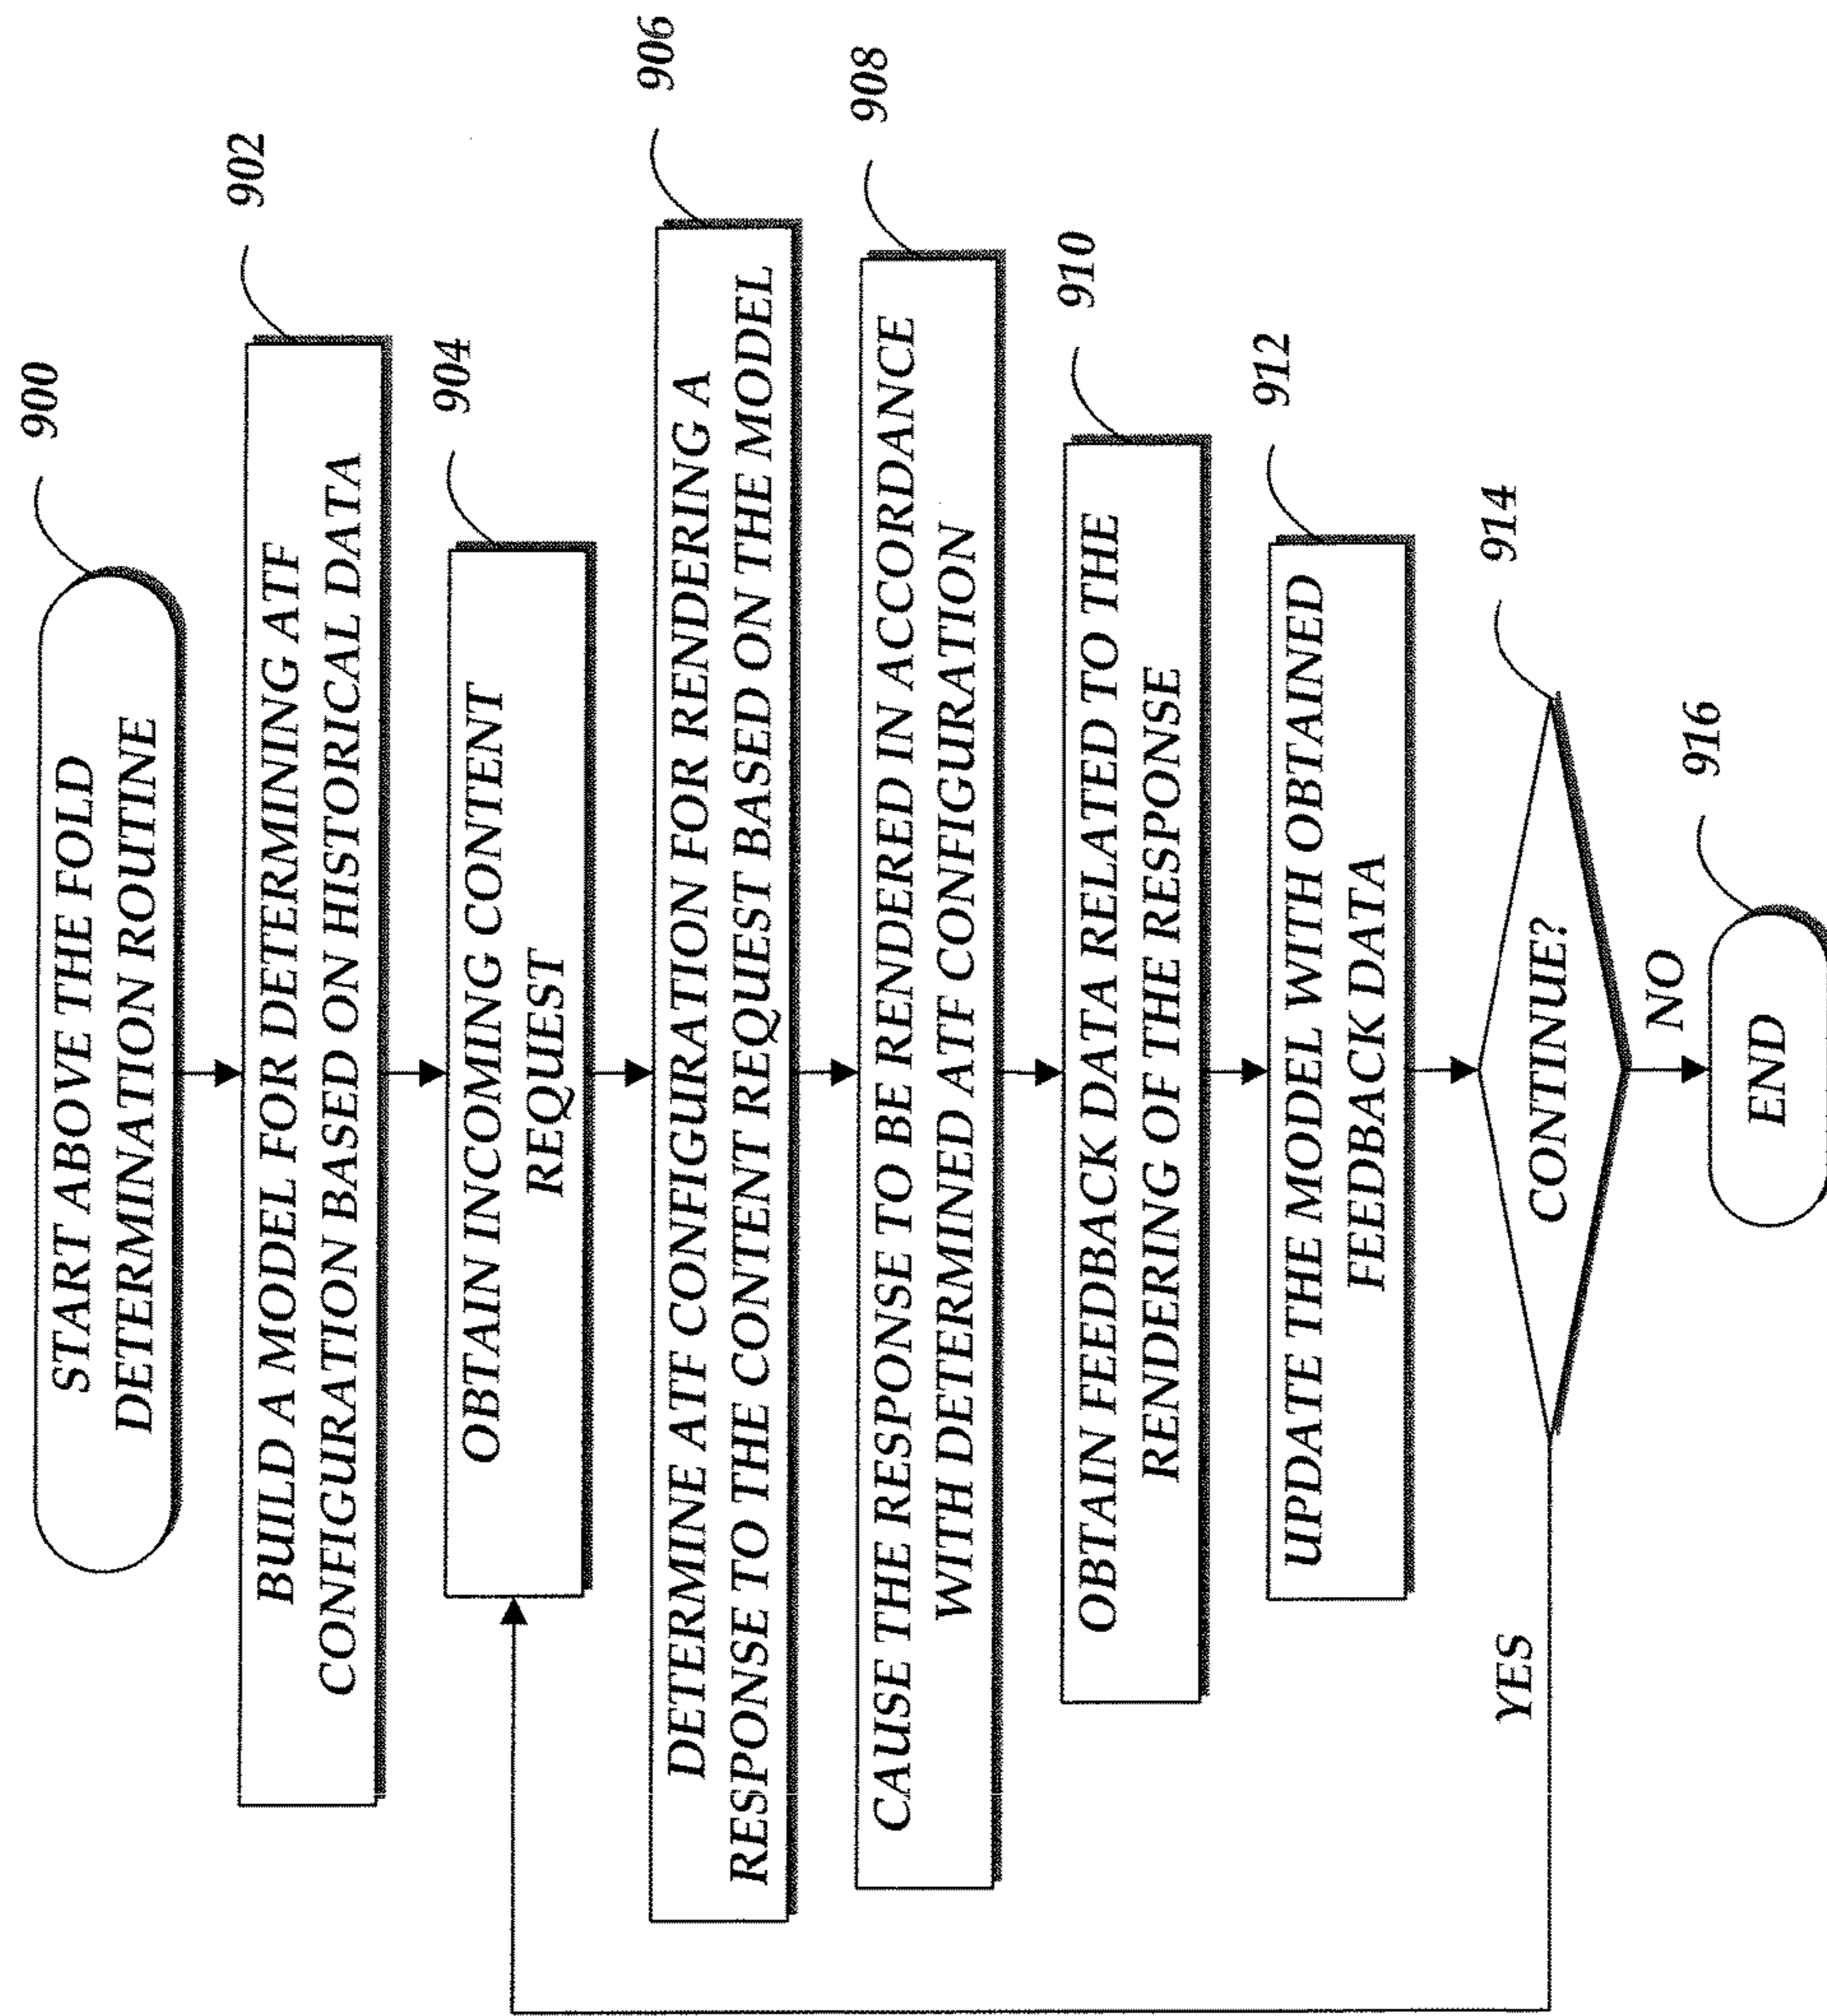 900
START ABOVE THE FOLD
DETERMINATION ROUTINE
902
BUILD A MODEL FOR DETERMINING ATF
CONFIGURATION BASED ON HISTORICAL DATA
904
OBTAIN INCOMING CONTENT
REQUEST
906
DETERMINE ATF CONFIGURATION FOR RENDERING A
RESPONSE TO THE CONTENT REQUEST BASED ON THE MODEL
908
CAUSE THE RESPONSE TO BE RENDERED IN ACCORDANCE
WITH DETERMINED ATF CONFIGURATION
910
OBTAIN FEEDBACK DATA RELATED TO THE
RENDERING OF THE RESPONSE
912
UPDATE THE MODEL WITH OBTAINED
FEEDBACK DATA
914
YES
CONTINUE?
NO
916
END